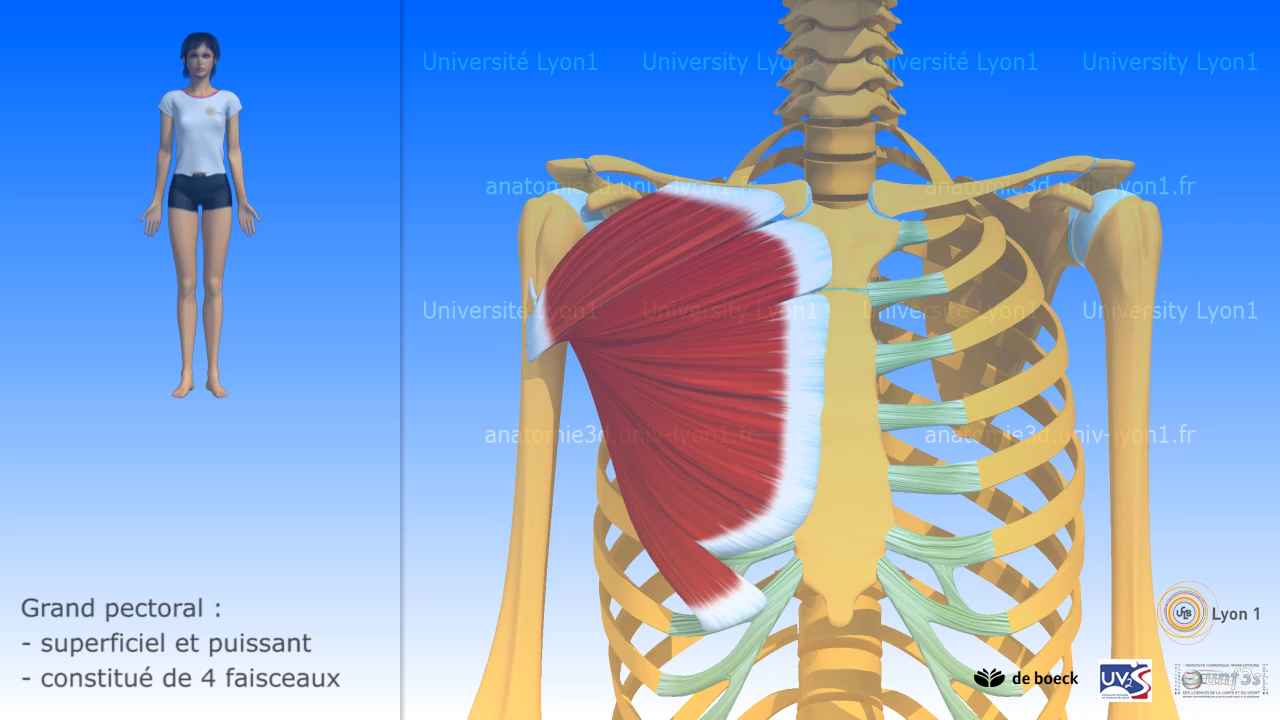 Université Lyon1 University Lyon1 Université Lyon1 University Lyon1
anatomie3d.univ-lyon1.fr anatomie3d.univ-lyon1.fr
Université Lyon1 University Lyon1 Université Lyon1 University Lyon1
anatomie3d.univ-lyon1.fr anatomie3d.univ-lyon1.fr
Grand pectoral :
- superficiel et puissant
- constitué de 4 faisceaux
Lyon 1
de boeck
UV2S
unf3s